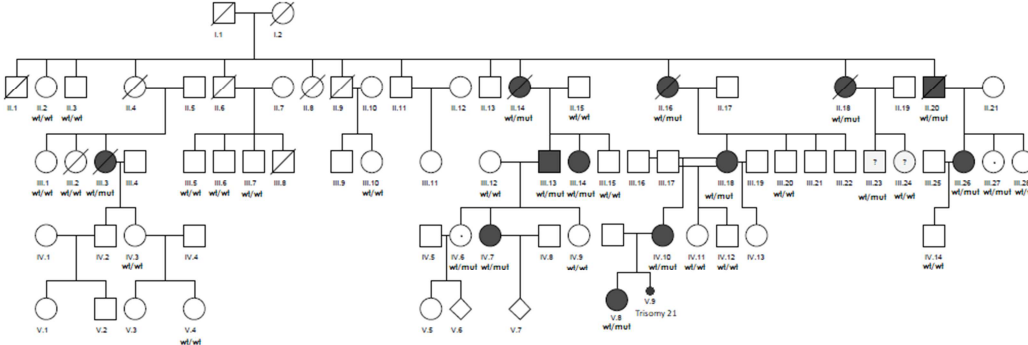 I.1 I.2
II.1 II.2 II.3 II.4 II.5 II.6 II.7 II.8 II.9 II.10 II.11 II.12 II.13 II.14 II.15 II.16 II.17 II.18 II.19 II.20 II.21
wt/wt wt/wt wt/mut wt/wt wt/mut wt/mut wt/mut
? ?
III.1 III.2 III.3 III.4 III.5 III.6 III.7 III.8 III.9 III.10 III.11 III.12 III.13 III.14 III.15 III.16 III.17 III.18 III.19 III.20 III.21 III.22 III.23 III.24 III.25 III.26 III.27
wt/wt wt/wt wt/mut wt/wt wt/wt wt/wt wt/mut wt/mut wt/wt wt/mut wt/wt wt/mut wt/wt wt/mut wt/mut
IV.1 IV.2 IV.3 IV.4 IV.5 IV.6 IV.7 IV.8 IV.9 IV.10 IV.11 IV.12 IV.13 IV.14
wt/wt wt/mut wt/mut wt/wt wt/mut wt/wt wt/wt wt/wt
V.1 V.2 V.3 V.4 V.5 V.6 V.7 V.8 V.9
Trisomy 21
wt/wt wt/mut